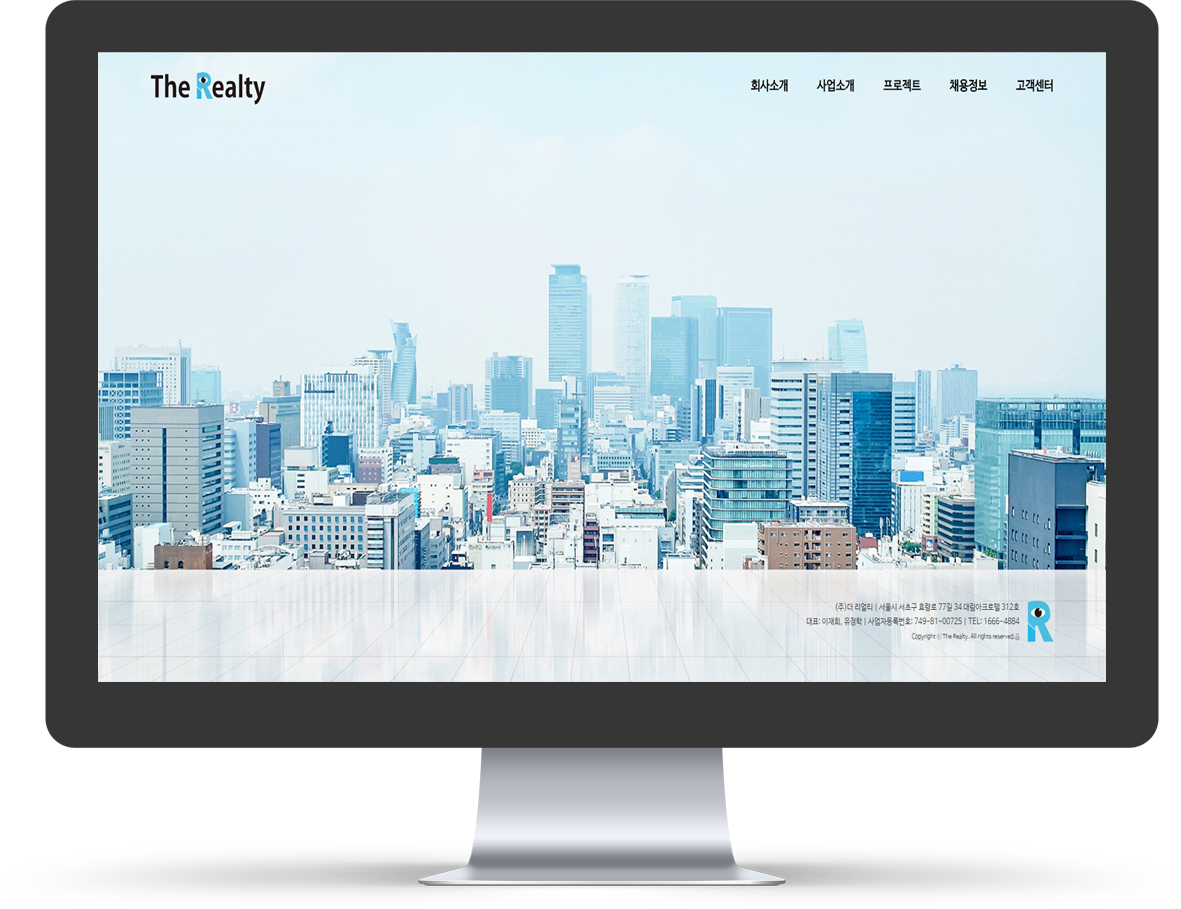 The Realty
회사소개 사업소개 프로젝트 채용정보 고객센터
(주)더 리얼티 | 서울시 서초구 효령로 77길 34 대림아크로텔 312호
대표: 이재희, 유정학 | 사업자등록번호: 749-81-00725 | TEL: 1666-4884
Copyright © The Realty. All rights reserved.
R